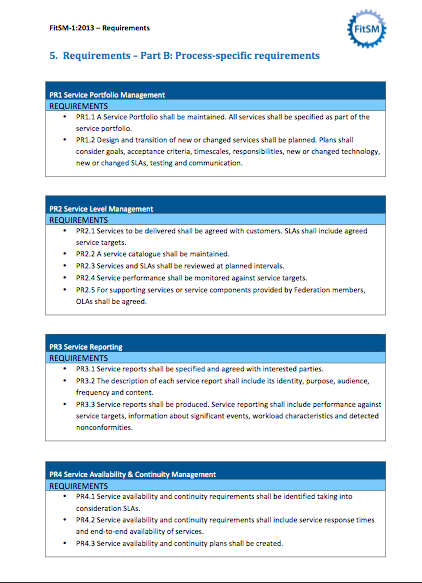 FitSM-1:2013 – Requirements
FitSM
5. Requirements – Part B: Process-specific requirements
PR1 Service Portfolio Management
REQUIREMENTS
• PR1.1 A Service Portfolio shall be maintained. All services shall be specified as part of the
service portfolio.
• PR1.2 Design and transition of new or changed services shall be planned. Plans shall
consider goals, acceptance criteria, timescales, responsibilities, new or changed technology,
new or changed SLAs, testing and communication.
PR2 Service Level Management
REQUIREMENTS
• PR2.1 Services to be delivered shall be agreed with customers. SLAs shall include agreed
service targets.
• PR2.2 A service catalogue shall be maintained.
• PR2.3 Services and SLAs shall be reviewed at planned intervals.
• PR2.4 Service performance shall be monitored against service targets.
• PR2.5 For supporting services or service components provided by Federation members,
OLAs shall be agreed.
PR3 Service Reporting
REQUIREMENTS
• PR3.1 Service reports shall be specified and agreed with interested parties.
• PR3.2 The description of each service report shall include its identity, purpose, audience,
frequency and content.
• PR3.3 Service reports shall be produced. Service reporting shall include performance against
service targets, information about significant events, workload characteristics and detected
nonconformities.
PR4 Service Availability & Continuity Management
REQUIREMENTS
• PR4.1 Service availability and continuity requirements shall be identified taking into
consideration SLAs.
• PR4.2 Service availability and continuity requirements shall include service response times
and end-to-end availability of services.
• PR4.3 Service availability and continuity plans shall be created.